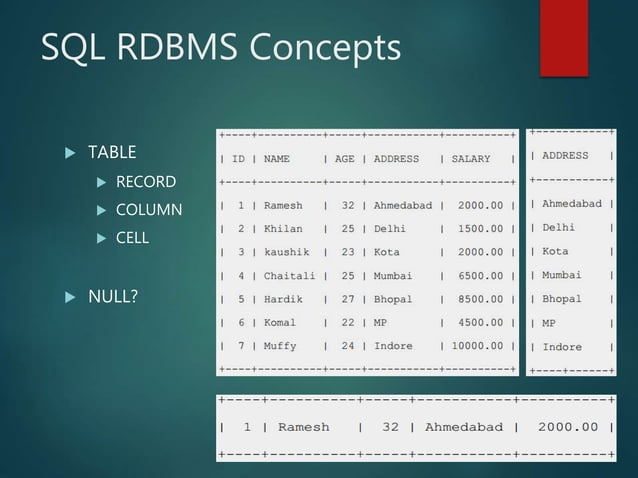 SQL RDBMS Concepts
TABLE
RECORD
COLUMN
CELL
NULL?
+----+----------+-----+-----------+----------+
| ID | NAME | AGE | ADDRESS | SALARY |
+----+----------+-----+-----------+----------+
| 1 | Ramesh | 32 | Ahmedabad | 2000.00 |
| 2 | Khilan | 25 | Delhi | 1500.00 |
| 3 | kaushik | 23 | Kota | 2000.00 |
| 4 | Chaitali | 25 | Mumbai | 6500.00 |
| 5 | Hardik | 27 | Bhopal | 8500.00 |
| 6 | Komal | 22 | MP | 4500.00 |
| 7 | Muffy | 24 | Indore | 10000.00 |
+----+----------+-----+-----------+----------+
+-----------+
| ADDRESS |
+-----------+
| Ahmedabad |
| Delhi |
| Kota |
| Mumbai |
| Bhopal |
| MP |
| Indore |
+----+------+
+----+----------+-----+-----------+----------+
| 1 | Ramesh | 32 | Ahmedabad | 2000.00 |
+----+----------+-----+-----------+----------+